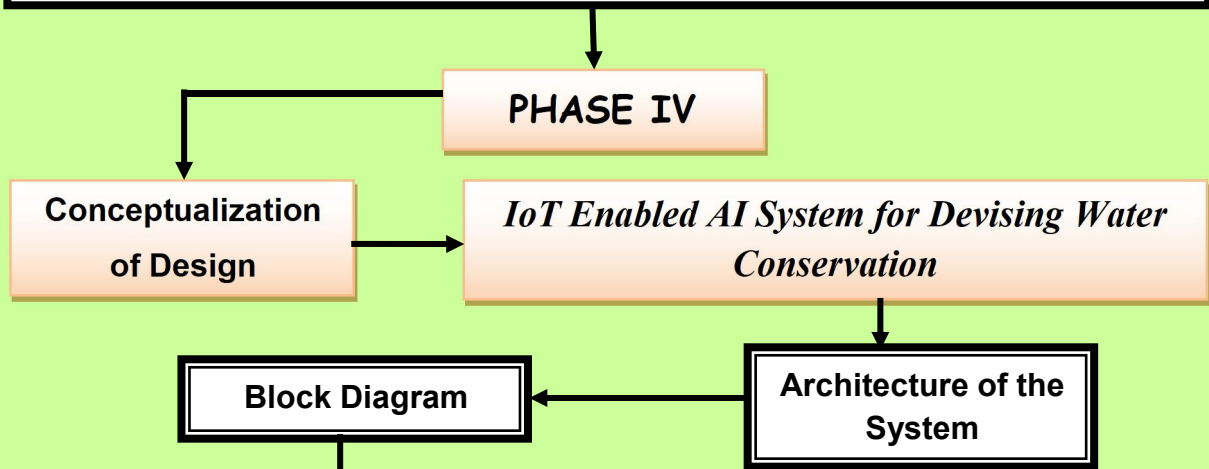 PHASE IV
Conceptualization
of Design
IoT Enabled AI System for Devising Water
Conservation
Block Diagram
Architecture of the
System